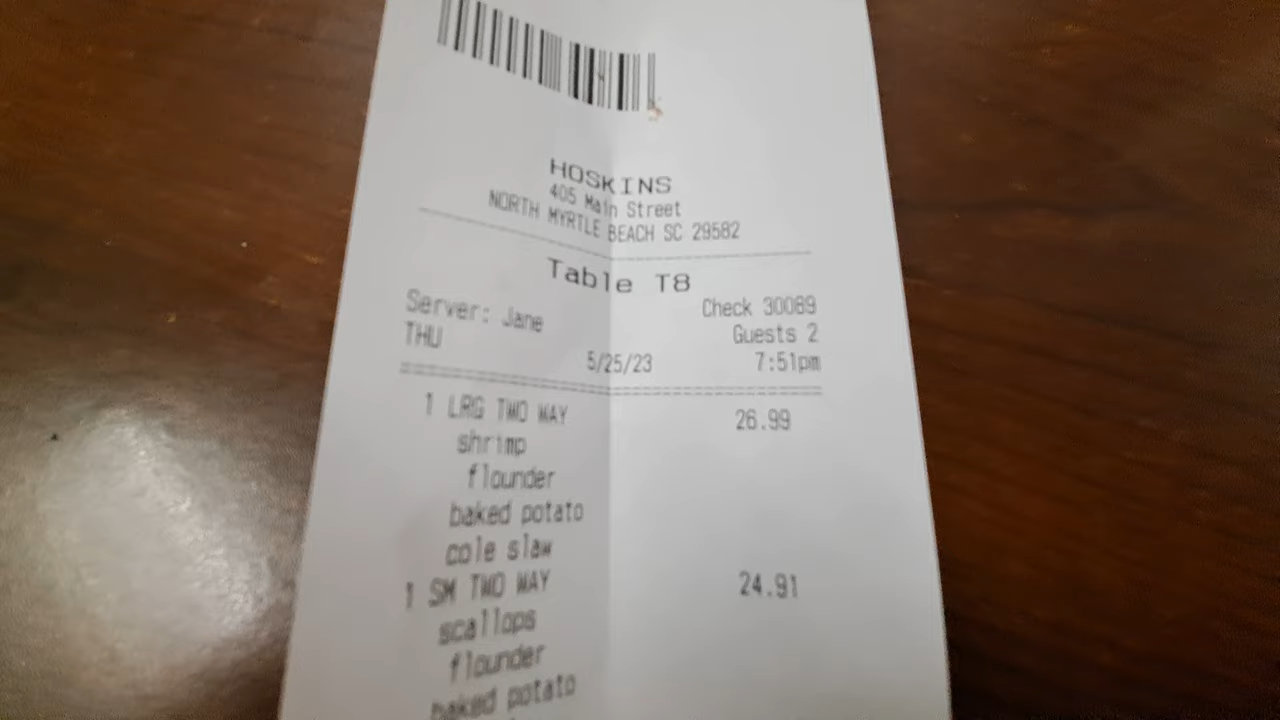 HOSKINS
405 Main Street
NORTH MYRTLE BEACH SC 29582
Table T8
Server: Jane Check 30089
THU Guests 2
5/25/23 7:51pm
1 LRG TWO WAY 26.99
shrimp
flounder
baked potato
cole slaw
1 SM TWO WAY 24.91
scallops
flounder
baked potato